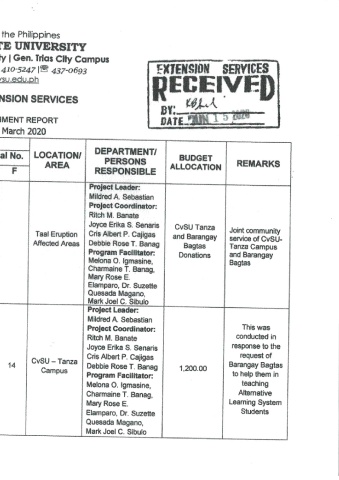 the Philippines
TE UNIVERSITY
ty | Gen. Trias City Campus
410-5247 | 437-0693
vsu.edu.ph
NSION SERVICES
EXTENSION SERVICES
RECEIVED
BY:
DATE JUN 15 2020
MENT REPORT
March 2020
al No.
F
LOCATION/
AREA
DEPARTMENT/
PERSONS
RESPONSIBLE
BUDGET
ALLOCATION
REMARKS
Taal Eruption
Affected Areas
Project Leader:
Mildred A. Sebastian
Project Coordinator:
Ritch M. Banate
Joyce Erika S. Senaris
Cris Albert P. Cajigas
Debbie Rose T. Banag
Program Facilitator:
Melona O. Igmasine,
Charmaine T. Banag,
Mary Rose E.
Elamparo, Dr. Suzette
Quesada Magano,
Mark Joel C. Sibulo
CvSU Tanza
and Barangay
Bagtas
Donations
Joint community
service of CvSU-
Tanza Campus
and Barangay
Bagtas
14
CvSU – Tanza
Campus
Project Leader:
Mildred A. Sebastian
Project Coordinator:
Ritch M. Banate
Joyce Erika S. Senaris
Cris Albert P. Cajigas
Debbie Rose T. Banag
Program Facilitator:
Melona O. Igmasine,
Charmaine T. Banag,
Mary Rose E.
Elamparo, Dr. Suzette
Quesada Magano,
Mark Joel C. Sibulo
1,200.00
This was
conducted in
response to the
request of
Barangay Bagtas
to help them in
teaching
Alternative
Learning System
Students